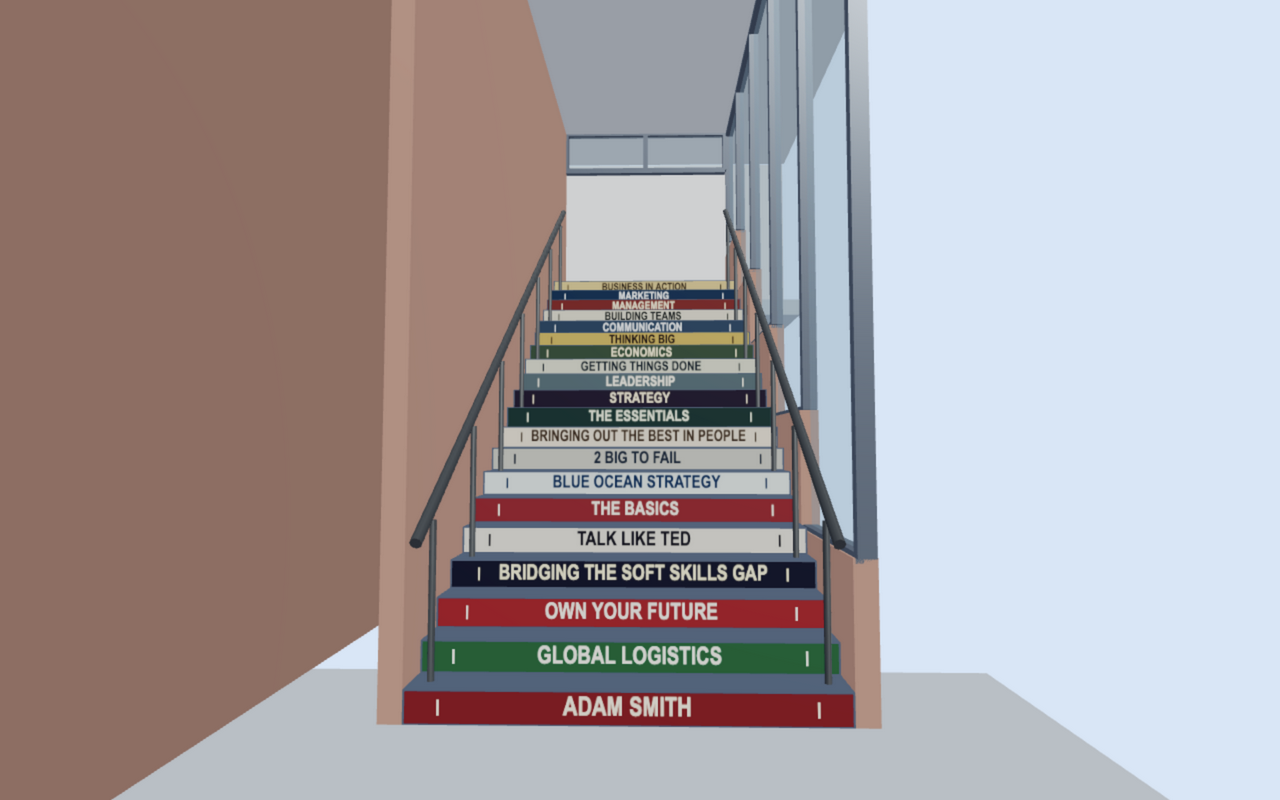 BUSINESS IN ACTION
MARKETING
MANAGEMENT
BUILDING TEAMS
COMMUNICATION
THINKING BIG
ECONOMICS
GETTING THINGS DONE
LEADERSHIP
STRATEGY
THE ESSENTIALS
BRINGING OUT THE BEST IN PEOPLE
2 BIG TO FAIL
BLUE OCEAN STRATEGY
THE BASICS
TALK LIKE TED
BRIDGING THE SOFT SKILLS GAP
OWN YOUR FUTURE
GLOBAL LOGISTICS
ADAM SMITH